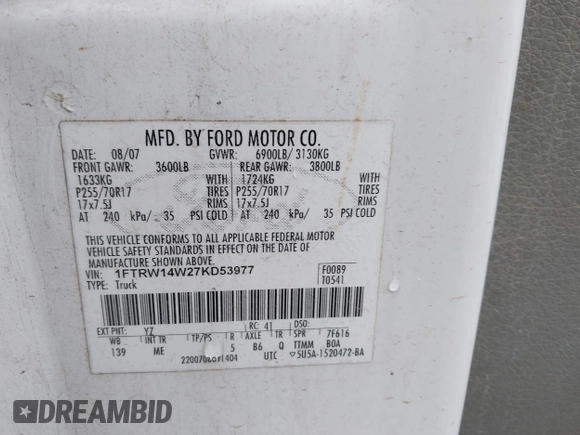 MFD. BY FORD MOTOR CO.
DATE: 08/07 GVWR: 6900LB/ 3130KG
FRONT GAWR: 3600LB REAR GAWR: 3800LB
1633KG WITH 1724KG WITH
P255/70R17 TIRES P255/70R17 TIRES
17x7.5J RIMS 17x7.5J RIMS
AT 240 kPa/ 35 PSI COLD AT 240 kPa/ 35 PSI COLD
THIS VEHICLE CONFORMS TO ALL APPLICABLE FEDERAL MOTOR
VEHICLE SAFETY AND BUMPER STANDARDS IN EFFECT ON THE DATE OF
MANUFACTURE SHOWN ABOVE.
VIN: 1FTRW14W27KD53977 F0089
TYPE: Truck T0541
EXT PNT: YZ RC: 41 DSO:
WB INT TR TP/PS R AXLE TR SPR 7F616
139 ME 5 B6 Q TTMM BOA
UTC ▽5U5A-1520472-BA
DREAMBID